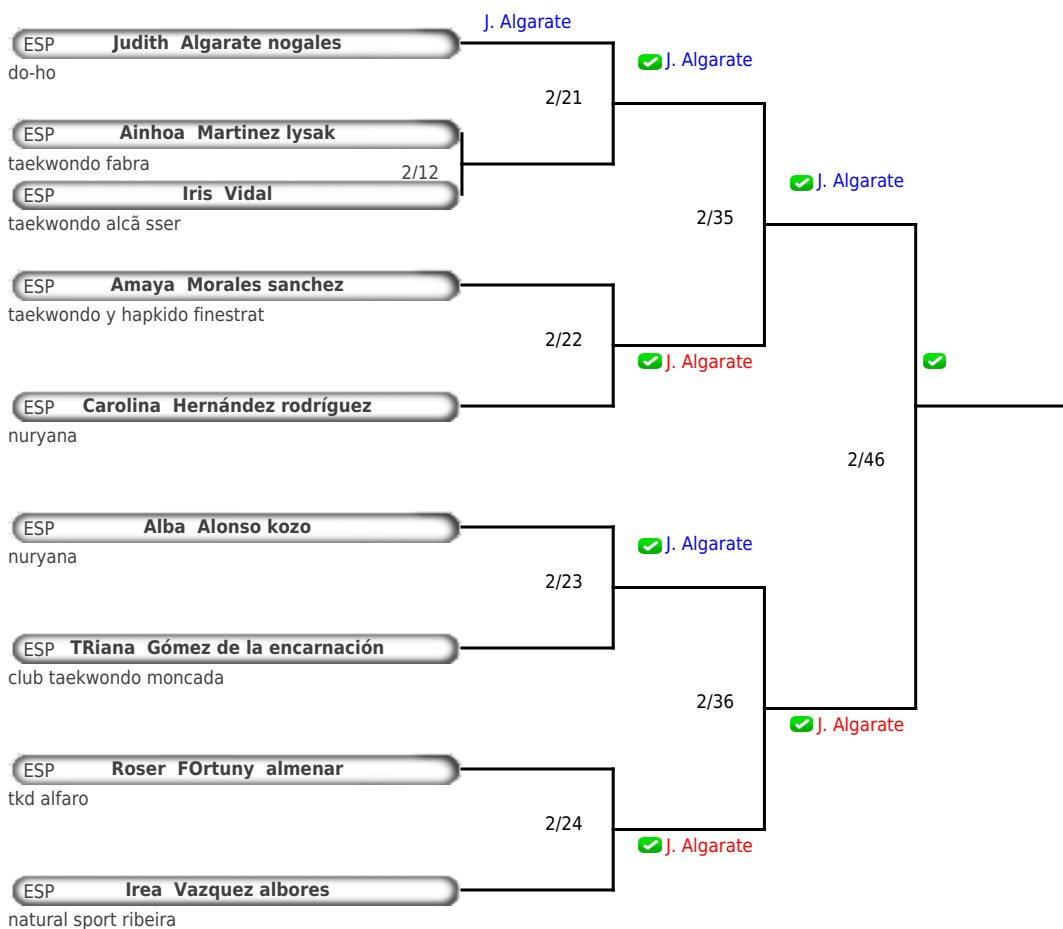 J. Algarate
ESP Judith Algarate nogales
do-ho
J. Algarate
2/21
ESP Ainhoa Martinez lysak
taekwondo fabra
2/12
ESP Iris Vidal
taekwondo alcã sser
J. Algarate
2/35
ESP Amaya Morales sanchez
taekwondo y hapkido finestrat
2/22
J. Algarate
ESP Carolina Hernández rodríguez
nuryana
2/46
ESP Alba Alonso kozo
nuryana
J. Algarate
2/23
ESP TRiana Gómez de la encarnación
club taekwondo moncada
2/36
J. Algarate
ESP Roser FOrtuny almenar
tkd alfaro
2/24
J. Algarate
ESP Irea Vazquez albores
natural sport ribeira